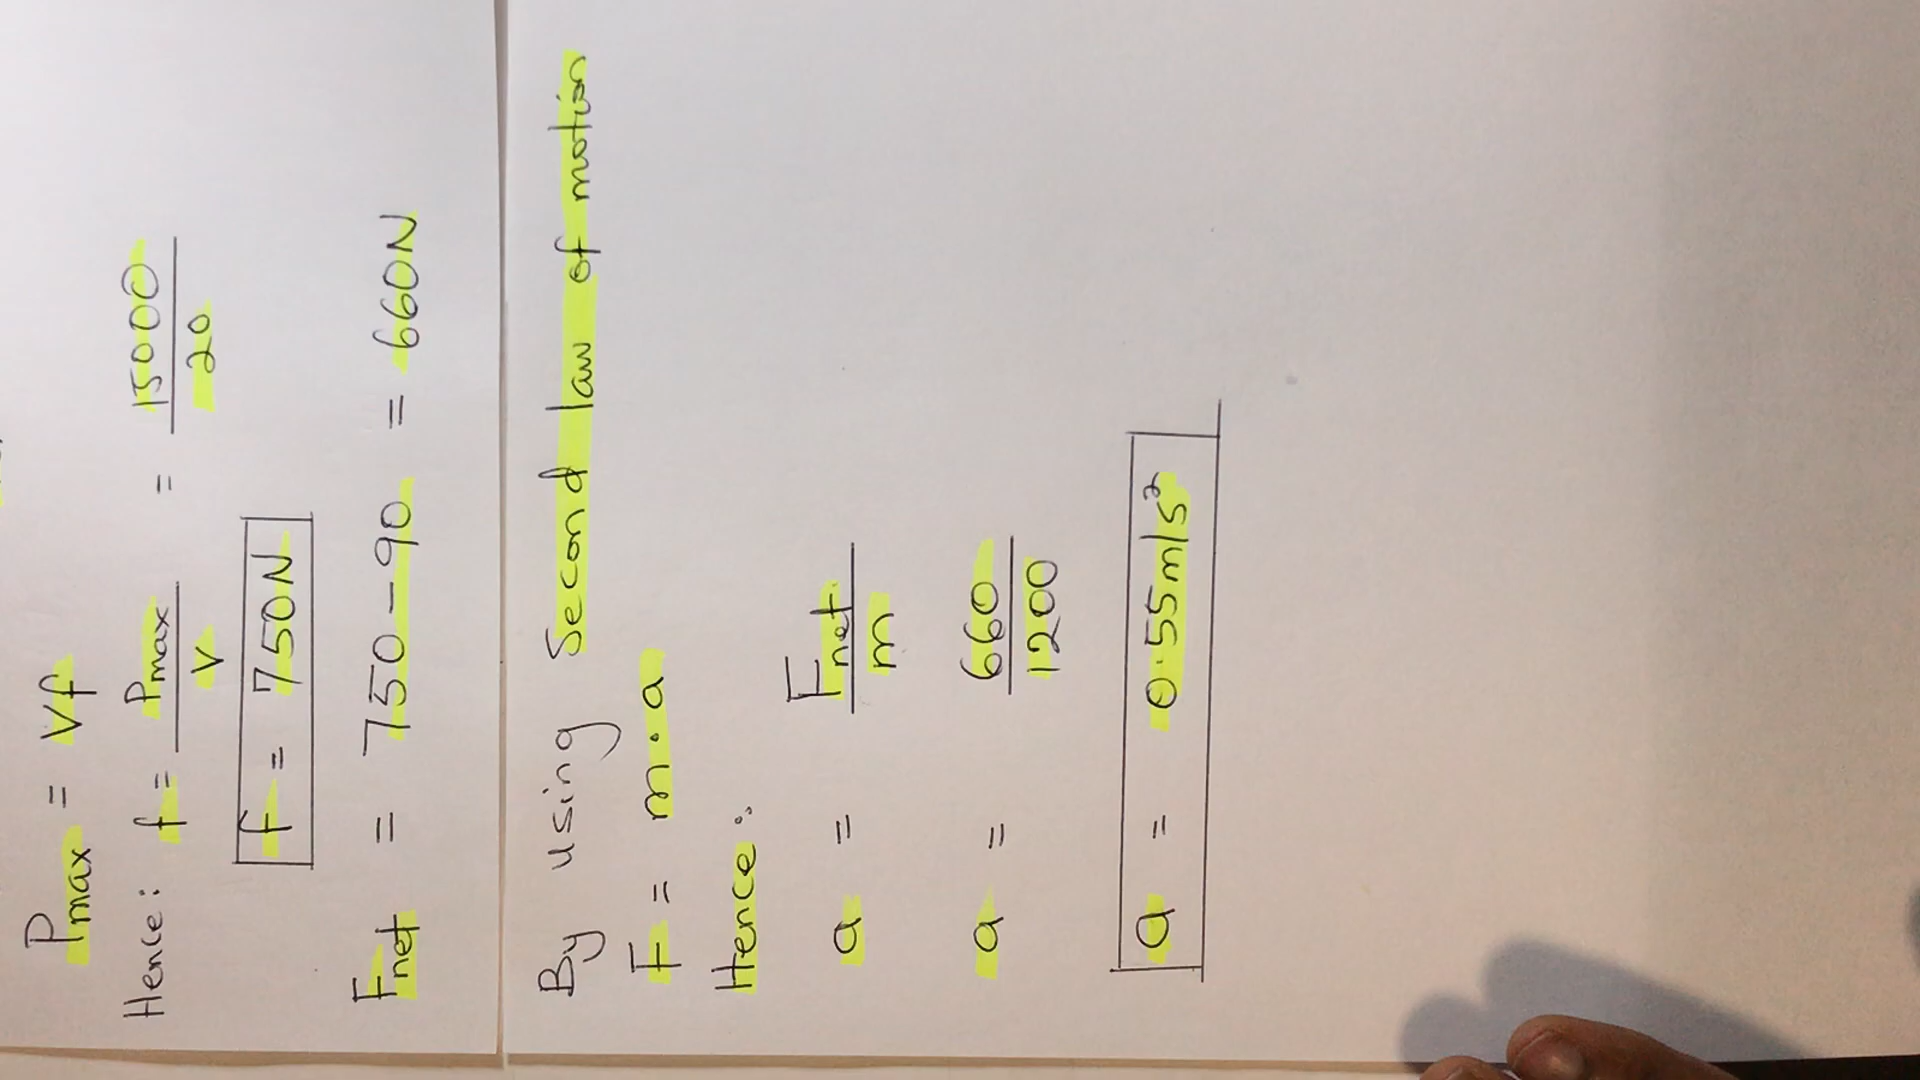 Pmax = vf
Hence: f = Pmax / v = 15000 / 20
f = 750N
Fnet = 750-90 = 660N
By using Second law of motion
F = m.a
Hence:
a = Fnet / m
a = 660 / 1200
a = 0.55m/s²